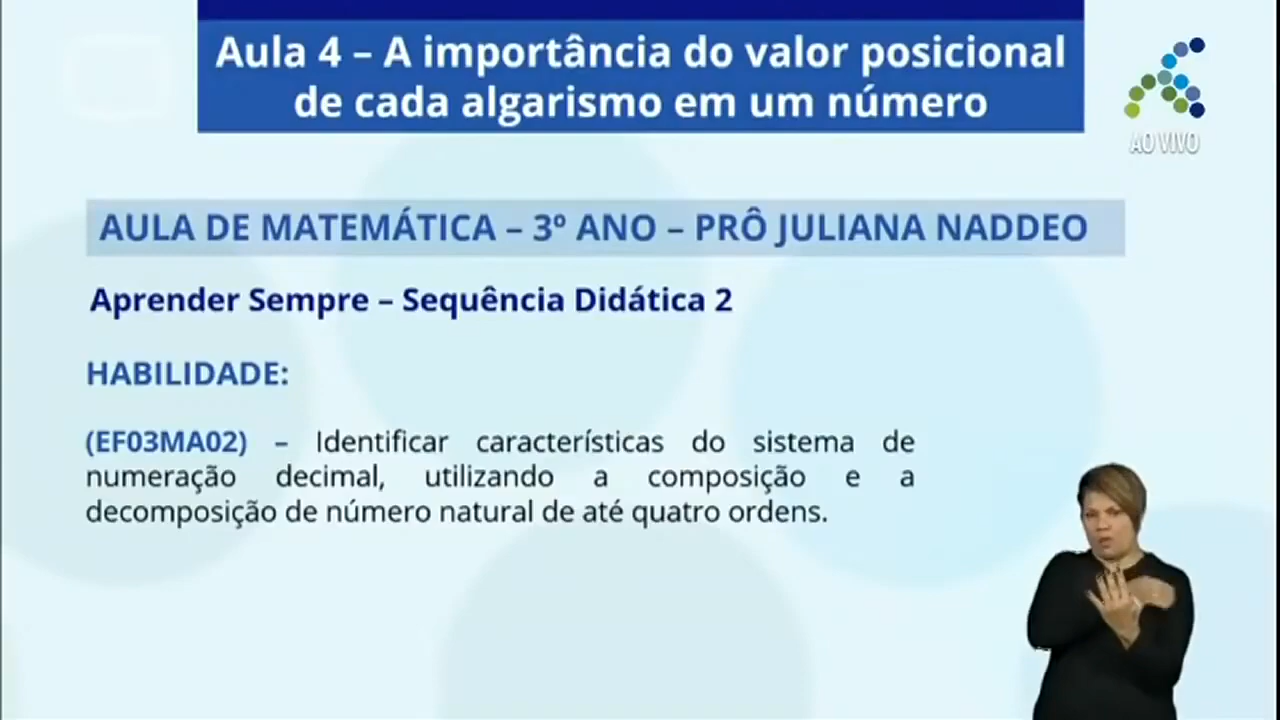 Aula 4 – A importância do valor posicional
de cada algarismo em um número
AO VIVO
AULA DE MATEMÁTICA – 3º ANO – PRÔ JULIANA NADDEO
Aprender Sempre – Sequência Didática 2
HABILIDADE:
(EF03MA02) – Identificar características do sistema de
numeração decimal, utilizando a composição e a
decomposição de número natural de até quatro ordens.